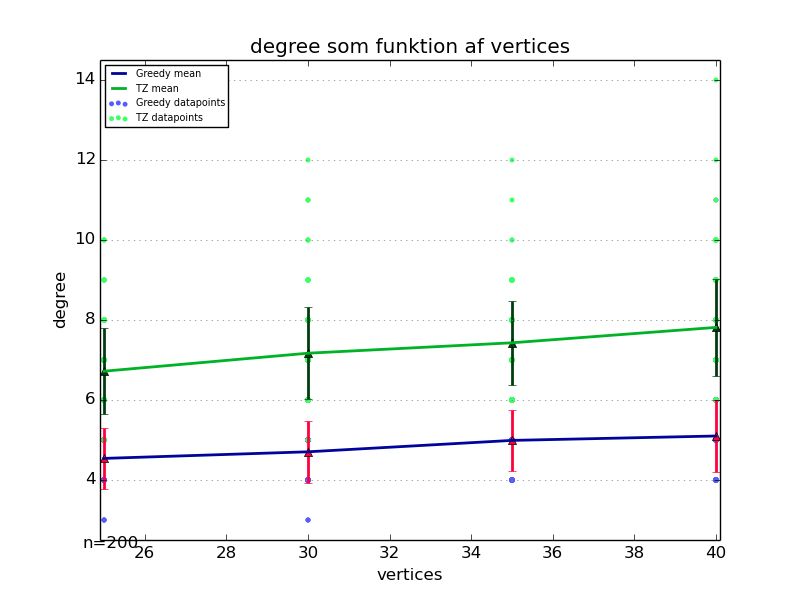 degree som funktion af vertices
Greedy mean
TZ mean
Greedy datapoints
TZ datapoints
14
12
10
8
6
4
degree
n=200
26 28 30 32 34 36 38 40
vertices